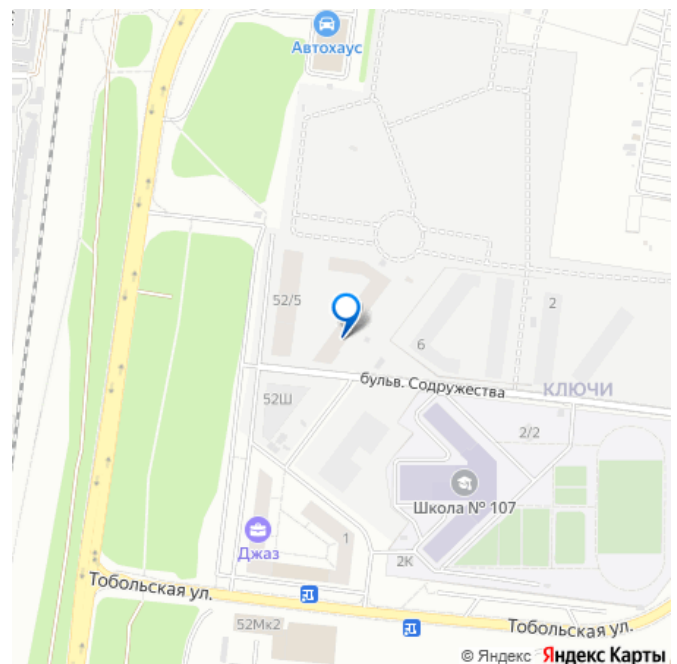 Автохаус
52/5
2
6
бульв. Содружества
КЛЮЧИ
52Ш
2/2
Школа № 107
Джаз
1
2К
Тобольская ул.
52Мк2
Тобольская ул.
© Яндекс Яндекс Карты